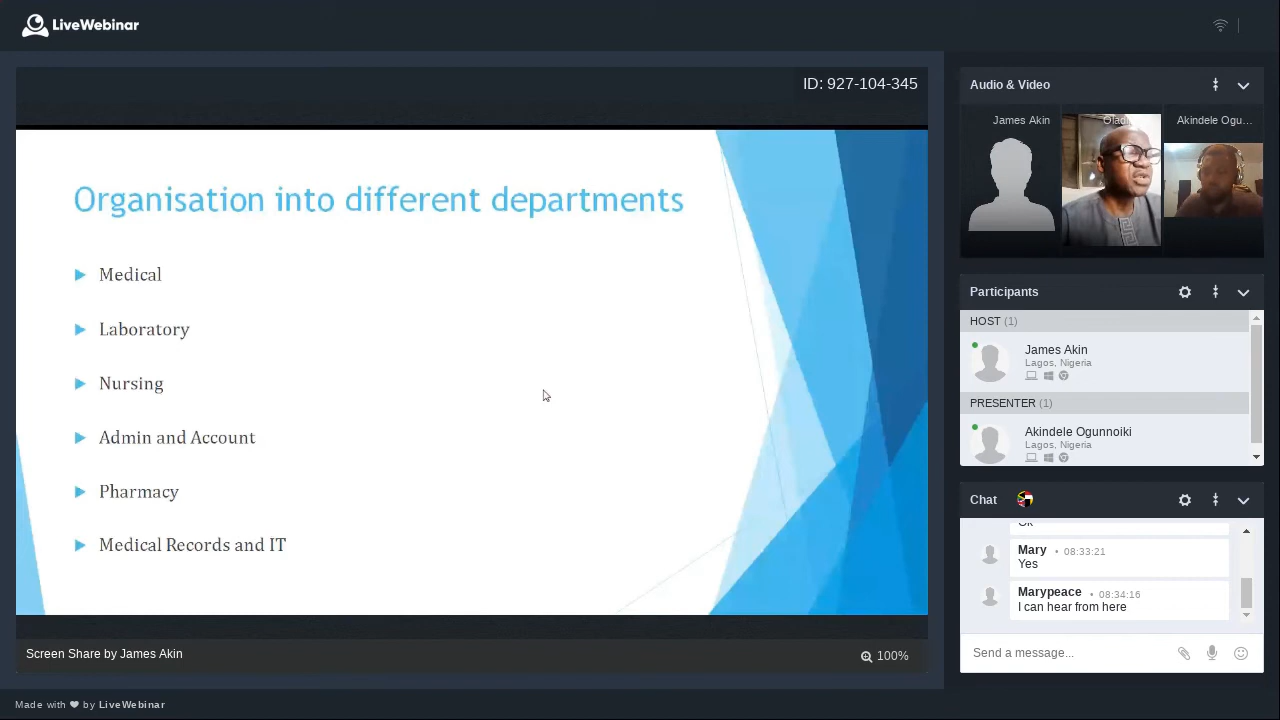 LiveWebinar
ID: 927-104-345
Organisation into different departments
Medical
Laboratory
Nursing
Admin and Account
Pharmacy
Medical Records and IT
Screen Share by James Akin
100%
Audio & Video
James Akin
Oladi
Akindele Ogu...
Participants
HOST (1)
James Akin
Lagos, Nigeria
PRESENTER (1)
Akindele Ogunnoiki
Lagos, Nigeria
Chat
Mary • 08:33:21
Yes
Marypeace • 08:34:16
I can hear from here
Send a message...
Made with ❤ by LiveWebinar